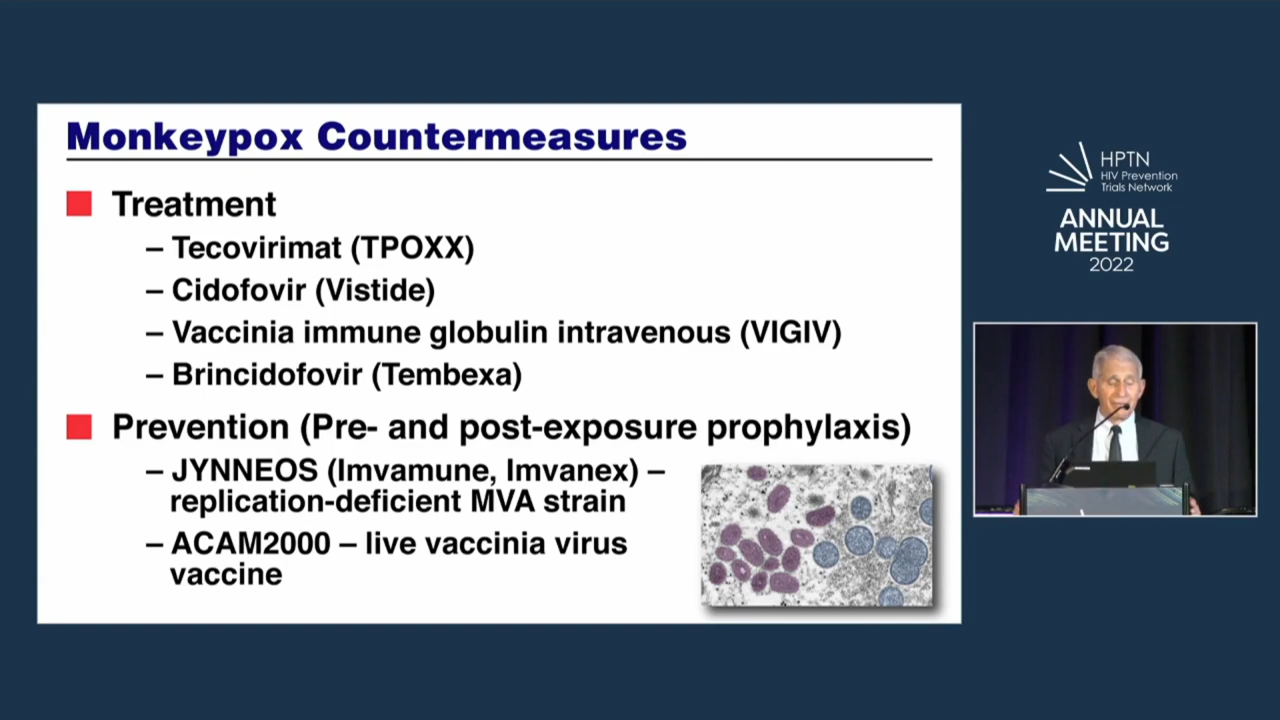 Monkeypox Countermeasures
Treatment
– Tecovirimat (TPOXX)
– Cidofovir (Vistide)
– Vaccinia immune globulin intravenous (VIGIV)
– Brincidofovir (Tembexa)
Prevention (Pre- and post-exposure prophylaxis)
– JYNNEOS (Imvamune, Imvanex) –
replication-deficient MVA strain
– ACAM2000 – live vaccinia virus
vaccine
HPTN
HIV Prevention
Trials Network
ANNUAL
MEETING
2022